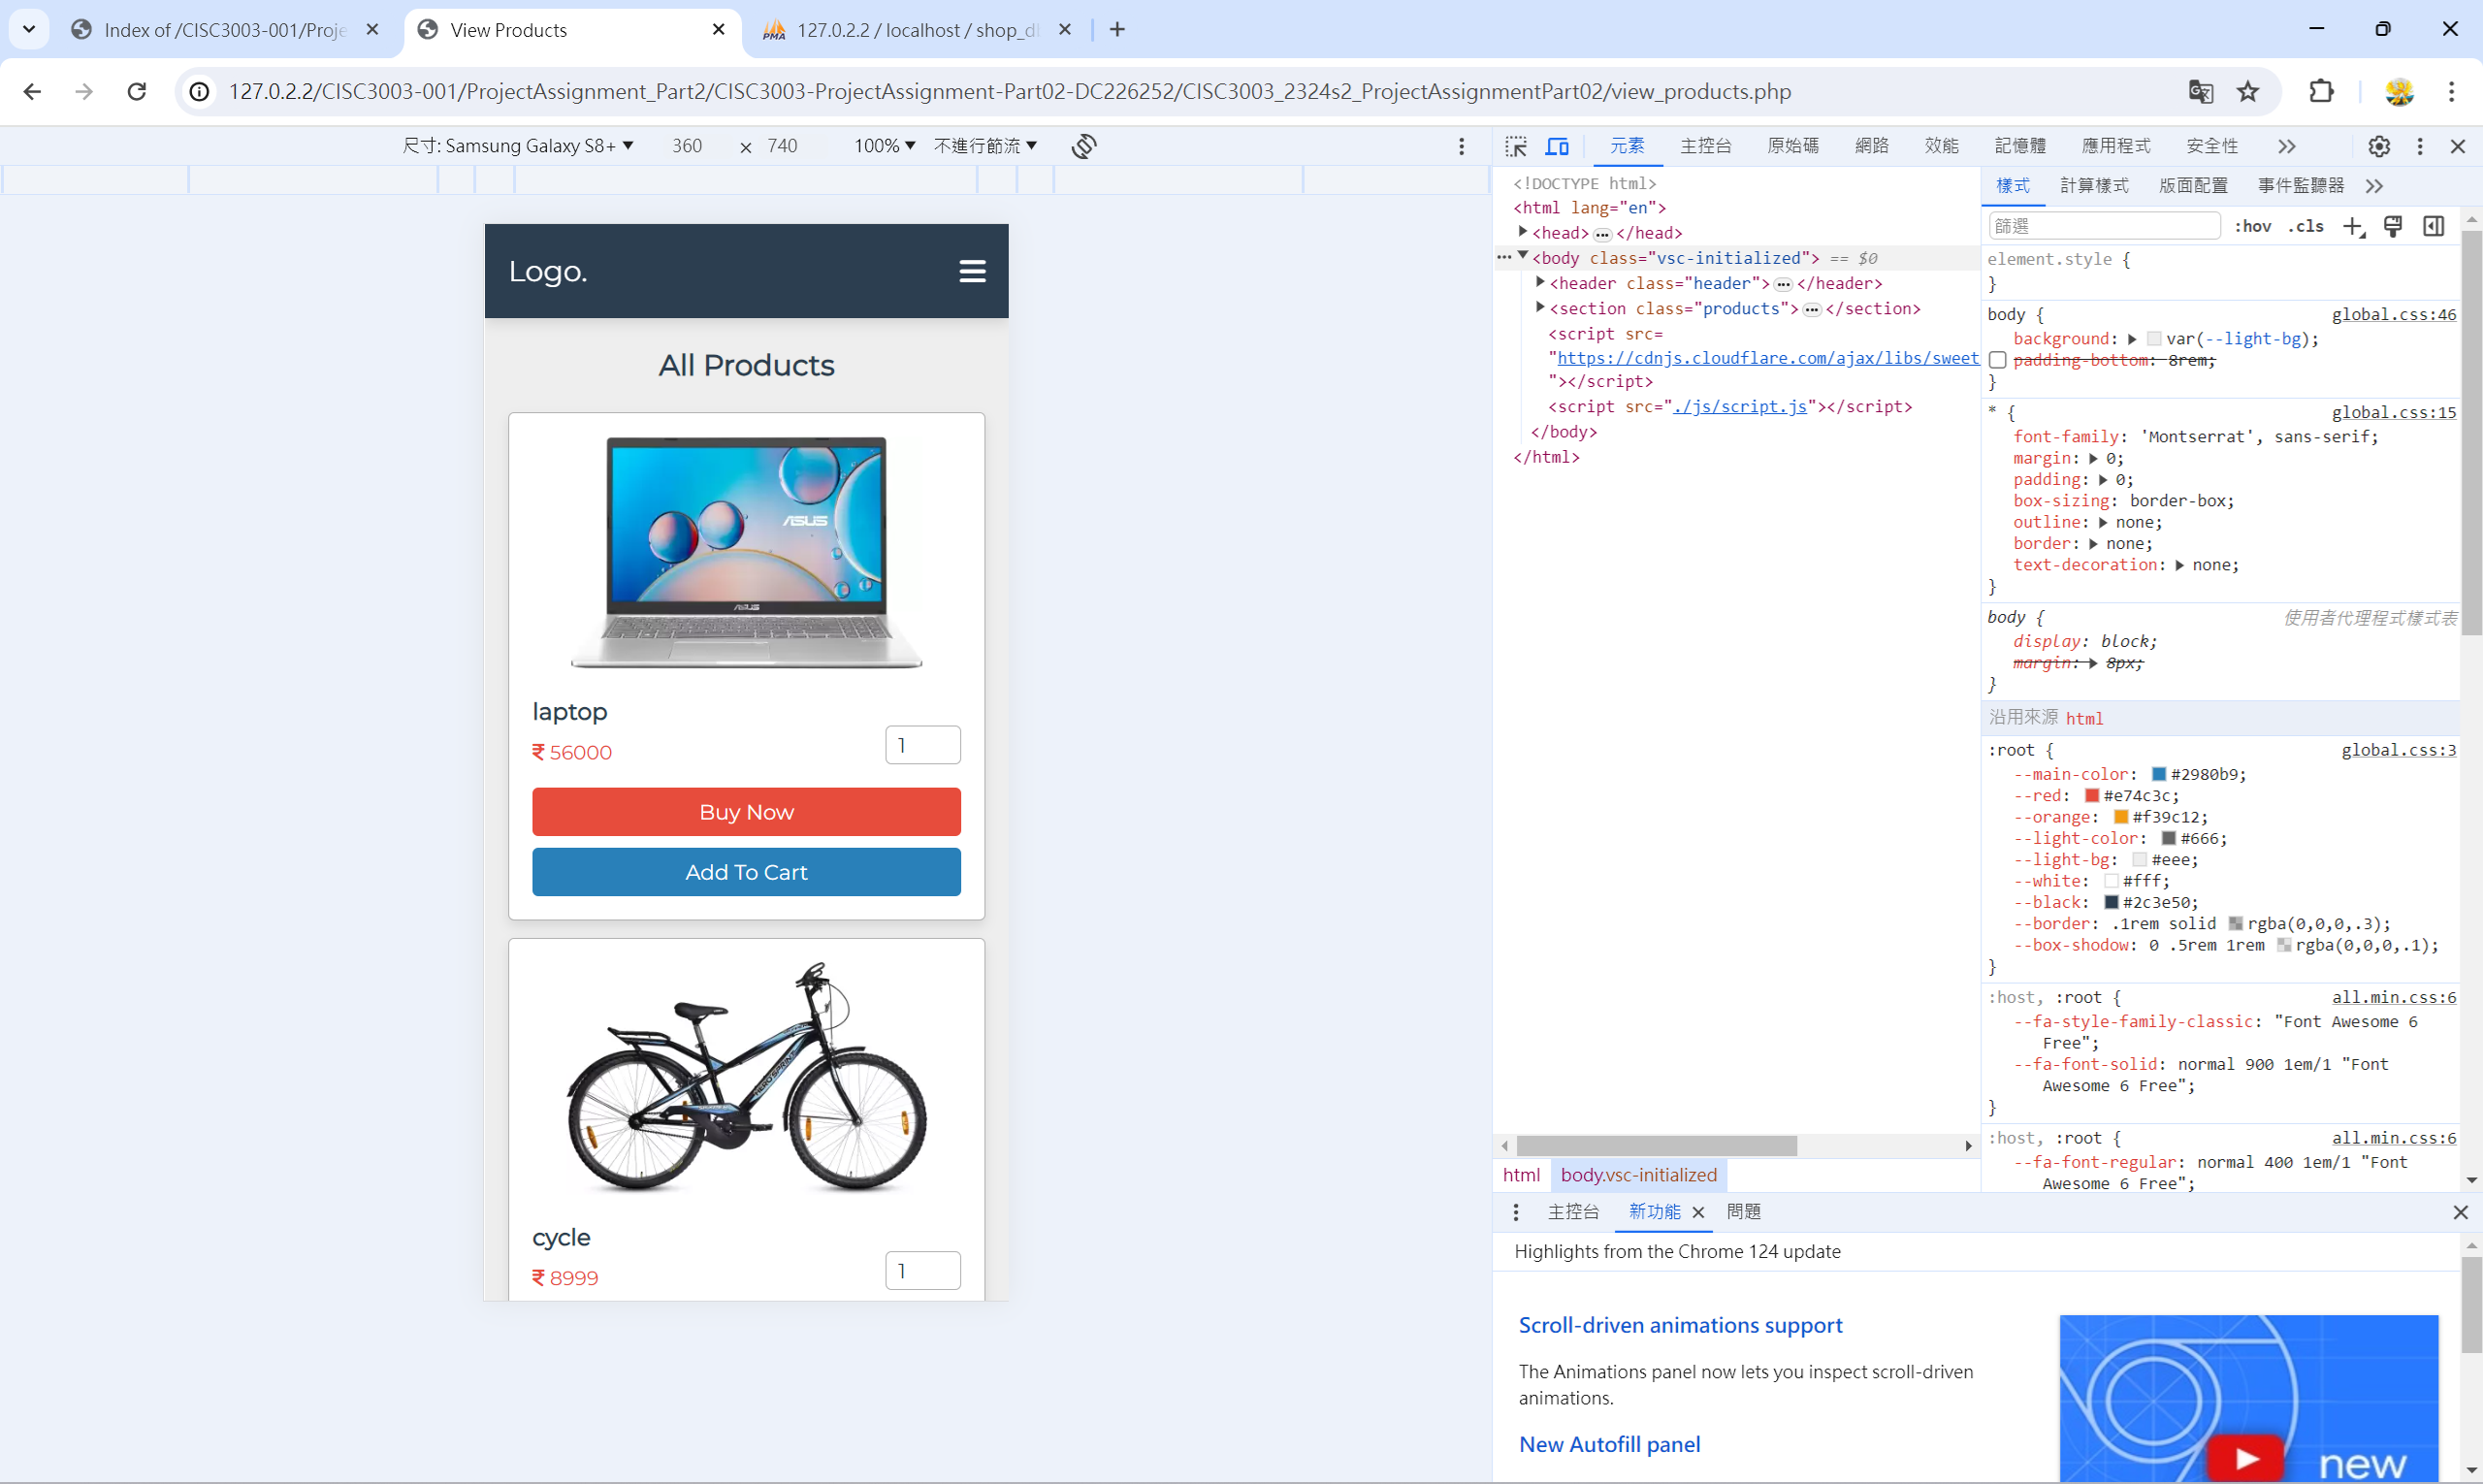 Index of /CISC3003-001/Proje
View Products
127.0.2.2 / localhost / shop_d
127.0.2.2/CISC3003-001/ProjectAssignment_Part2/CISC3003-ProjectAssignment-Part02-DC226252/CISC3003_2324s2_ProjectAssignmentPart02/view_products.php
尺寸: Samsung Galaxy S8+ ▼ 360 × 740 100% ▼ 不進行節流 ▼
Logo.
All Products
ASUS
ASUS
laptop
₹ 56000
1
Buy Now
Add To Cart
cycle
₹ 8999
1
元素 主控台 原始碼 網路 效能 記憶體 應用程式 安全性
<!DOCTYPE html>
<html lang="en">
<head> ··· </head>
··· <body class="vsc-initialized"> == $0
<header class="header"> ··· </header>
<section class="products"> ··· </section>
<script src=
"https://cdnjs.cloudflare.com/ajax/libs/sweet
"></script>
<script src="./js/script.js"></script>
</body>
</html>
html body.vsc-initialized
樣式 計算樣式 版面配置 事件監聽器
篩選 :hov .cls
element.style {
}
body { global.css:46
background: var(--light-bg);
padding-bottom: 8rem;
}
* { global.css:15
font-family: 'Montserrat', sans-serif;
margin: 0;
padding: 0;
box-sizing: border-box;
outline: none;
border: none;
text-decoration: none;
}
body { 使用者代理程式樣式表
display: block;
margin: 8px;
}
沿用來源 html
:root { global.css:3
--main-color: #2980b9;
--red: #e74c3c;
--orange: #f39c12;
--light-color: #666;
--light-bg: #eee;
--white: #fff;
--black: #2c3e50;
--border: .1rem solid rgba(0,0,0,.3);
--box-shodow: 0 .5rem 1rem rgba(0,0,0,.1);
}
:host, :root { all.min.css:6
--fa-style-family-classic: "Font Awesome 6
Free";
--fa-font-solid: normal 900 1em/1 "Font
Awesome 6 Free";
}
:host, :root { all.min.css:6
--fa-font-regular: normal 400 1em/1 "Font
Awesome 6 Free";
主控台 新功能 問題
Highlights from the Chrome 124 update
Scroll-driven animations support
The Animations panel now lets you inspect scroll-driven
animations.
New Autofill panel
new